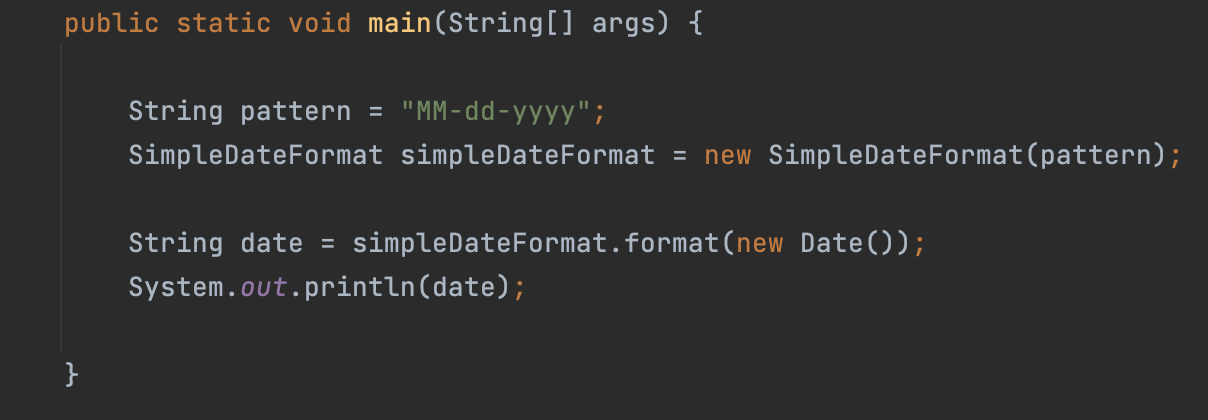 public static void main(String[] args) {
String pattern = "MM-dd-yyyy";
SimpleDateFormat simpleDateFormat = new SimpleDateFormat(pattern);
String date = simpleDateFormat.format(new Date());
System.out.println(date);
}